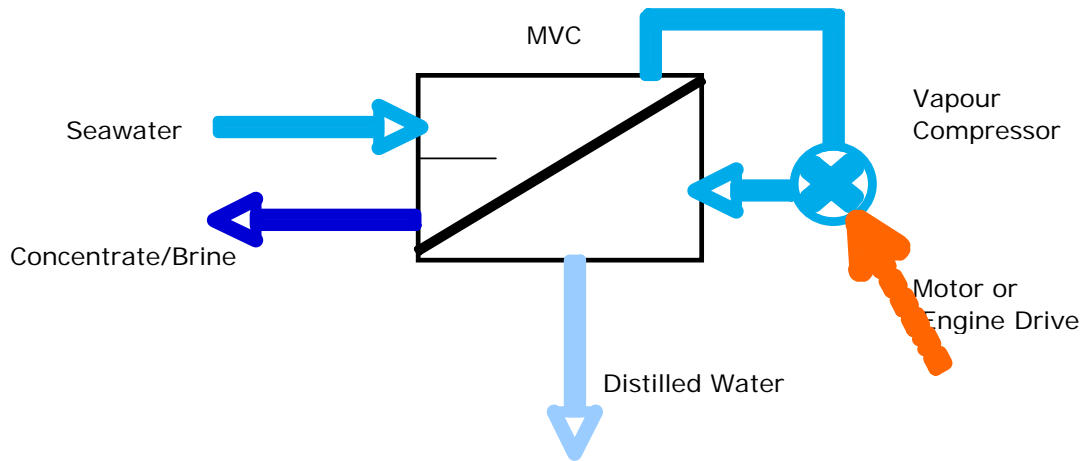 MVC
Vapour
Compressor
Seawater
Concentrate/Brine
Motor or
Engine Drive
Distilled Water